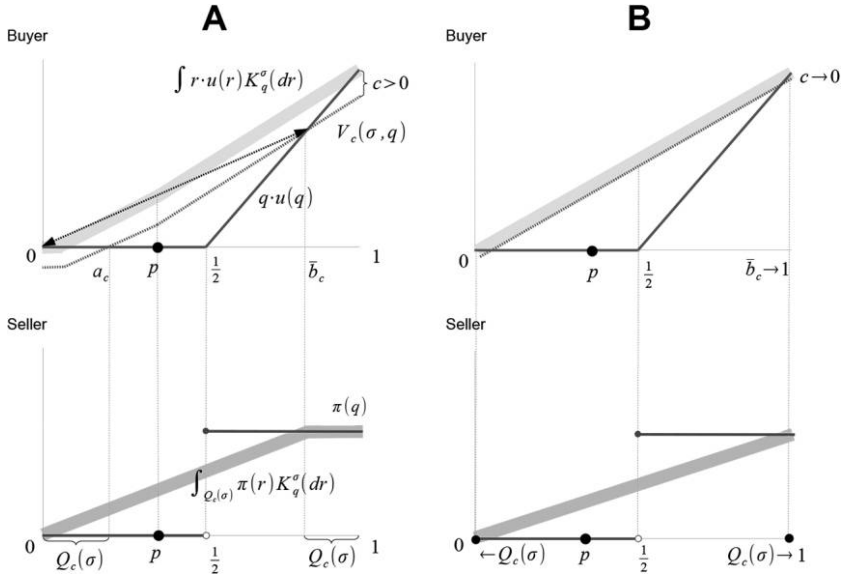 A
Buyer
∫ r·u(r) K_q^σ(dr)
c>0
V_c(σ,q)
q·u(q)
0
a_c
p
1/2
b̄_c
1
Seller
π(q)
∫_{Q_c(σ)} π(r) K_q^σ(dr)
0
Q_c(σ)
p
1/2
Q_c(σ)
1
B
Buyer
c→0
0
p
1/2
b̄_c→1
Seller
0
←Q_c(σ)
p
1/2
Q_c(σ)→1